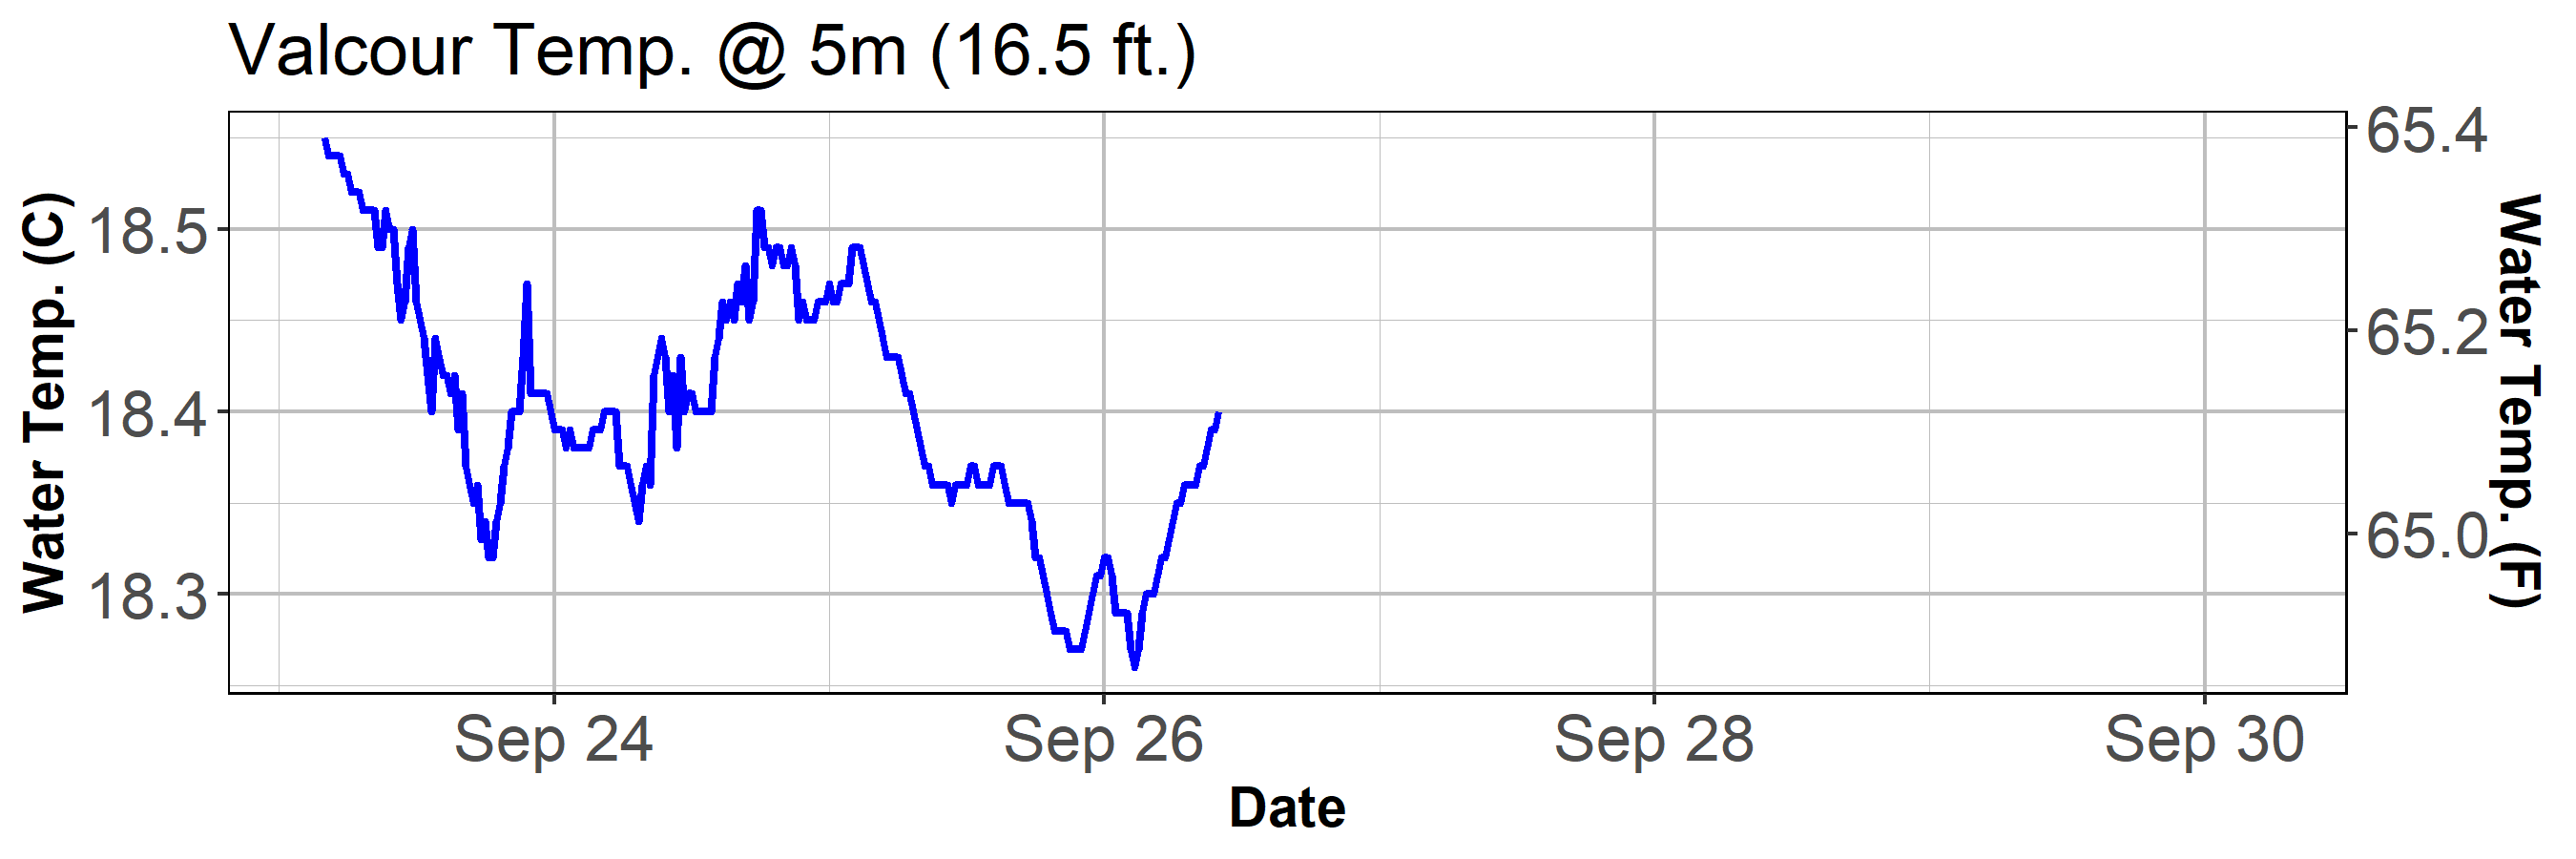 Valcour Temp. @ 5m (16.5 ft.)
Water Temp. (C)
18.5
18.4
18.3
65.4
65.2
65.0
Water Temp. (F)
Sep 24 Sep 26 Sep 28 Sep 30
Date